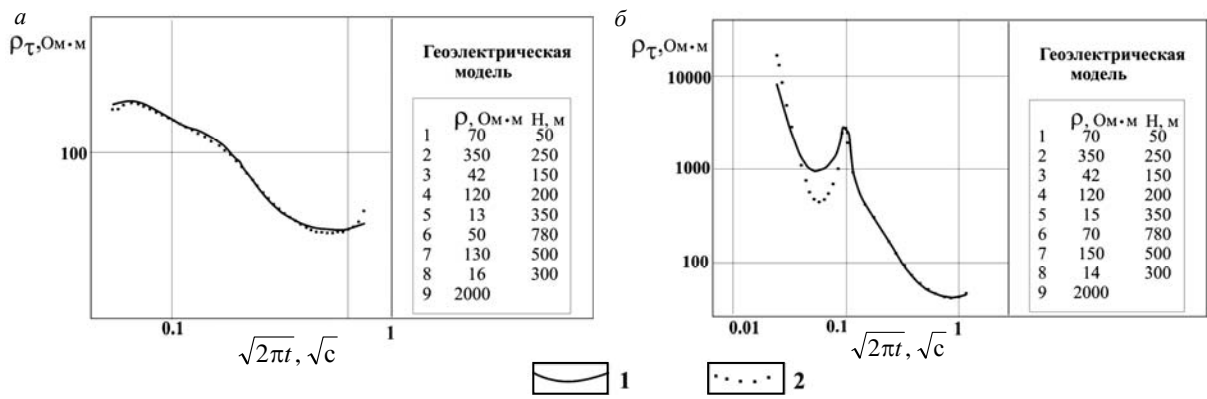 а
ρτ, Ом•м
100
0.1
1
√2πt, √с
Геоэлектрическая
модель
ρ, Ом•м H, м
1 70 50
2 350 250
3 42 150
4 120 200
5 13 350
6 50 780
7 130 500
8 16 300
9 2000
б
ρτ, Ом•м
10000
1000
100
0.01
0.1
1
√2πt, √с
Геоэлектрическая
модель
ρ, Ом•м H, м
1 70 50
2 350 250
3 42 150
4 120 200
5 15 350
6 70 780
7 150 500
8 14 300
9 2000
1
2